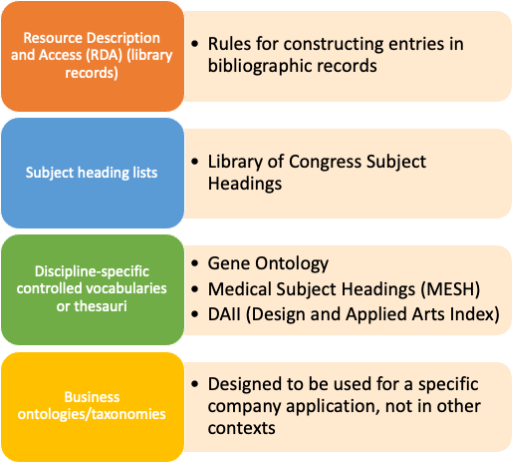 Resource Description
and Access (RDA) (library
records)
• Rules for constructing entries in
bibliographic records
Subject heading lists
• Library of Congress Subject
Headings
Discipline-specific
controlled vocabularies
or thesauri
• Gene Ontology
• Medical Subject Headings (MESH)
• DAII (Design and Applied Arts Index)
Business
ontologies/taxonomies
• Designed to be used for a specific
company application, not in other
contexts